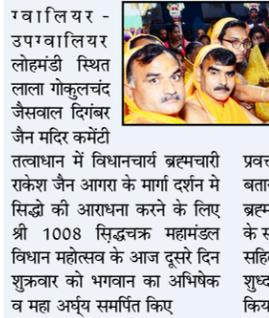 ग्वालियर -
उपग्वालियर
लोहमंडी स्थित
लाला गोकुलचंद
जैसवाल दिगंबर
जैन मदिर कमेंटी
तत्वाधान में विधानचार्य ब्रह्मचारी
राकेश जैन आगरा के मार्गा दर्शन मे
सिद्धो की आराधना करने के लिए
श्री 1008 सि़द्धचक्र महामंडल
विधान महोत्सव के आज दूसरे दिन
शुक्रवार को भगवान का अभिषेक
व महा अर्घ्य समर्पित किए